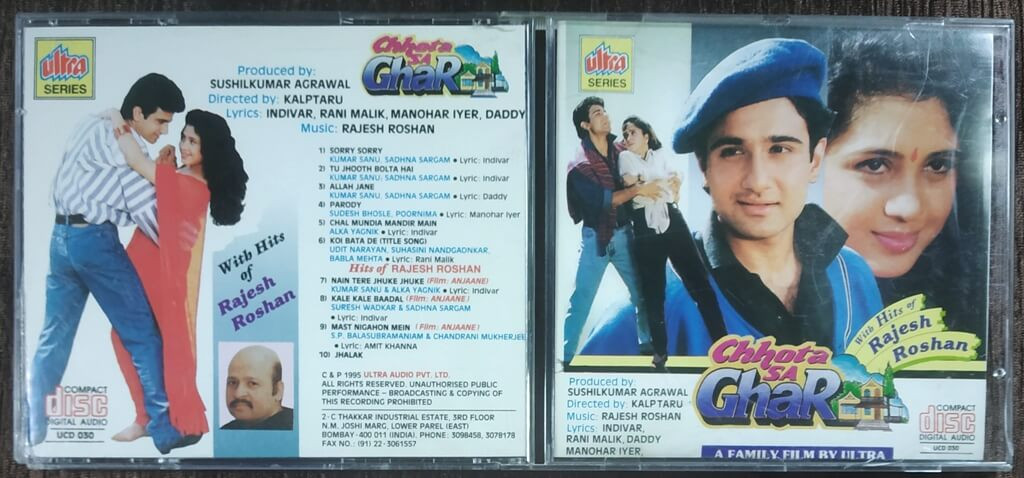 ultra
SERIES
Chhota
SA
GhaR
Produced by:
SUSHILKUMAR AGRAWAL
Directed by: KALPTARU
Lyrics: INDIVAR, RANI MALIK, MANOHAR IYER, DADDY
Music: RAJESH ROSHAN
1) SORRY SORRY
KUMAR SANU, SADHNA SARGAM ● Lyric: Indivar
2) TU JHOOTH BOLTA HAI
KUMAR SANU, SADHNA SARGAM ● Lyric: Indivar
3) ALLAH JANE
KUMAR SANU, SADHNA SARGAM ● Lyric: Daddy
4) PARODY
SUDESH BHOSLE, POORNIMA ● Lyric: Manohar Iyer
5) CHAL MUNDIA MANDIR MAIN
ALKA YAGNIK ● Lyric: Indivar
6) KOI BATA DE (TITLE SONG)
UDIT NARAYAN, SUHASINI NANDGAONKAR,
BABLA MEHTA ● Lyric: Rani Malik
Hits of RAJESH ROSHAN
7) NAIN TERE JHUKE JHUKE (Film: ANJAANE)
KUMAR SANU & ALKA YAGNIK ● Lyric: Indivar
8) KALE KALE BAADAL (Film: ANJAANE)
SURESH WADKAR & SADHNA SARGAM
● Lyric: Indivar
9) MAST NIGAHON MEIN (Film: ANJAANE)
S.P. BALASUBRAMANIAM & CHANDRANI MUKHERJEE
● Lyric: AMIT KHANNA
10) JHALAK
With Hits
of
Rajesh
Roshan
C & P 1995 ULTRA AUDIO PVT. LTD.
ALL RIGHTS RESERVED. UNAUTHORISED PUBLIC
PERFORMANCE – BROADCASTING & COPYING OF
THIS RECORDING PROHIBITED
2-C THAKKAR INDUSTRIAL ESTATE, 3RD FLOOR
N.M. JOSHI MARG, LOWER PAREL (EAST)
BOMBAY-400 011 (INDIA). PHONE: 3098458, 3078178
FAX NO.: (91) 22-3061557
COMPACT
disc
DIGITAL AUDIO
UCD 030
ultra
SERIES
With Hits of
Rajesh
Roshan
Chhota
SA
GhaR
Produced by:
SUSHILKUMAR AGRAWAL
Directed by: KALPTARU
Music: RAJESH ROSHAN
Lyrics: INDIVAR,
RANI MALIK, DADDY
MANOHAR IYER,
COMPACT
disc
DIGITAL AUDIO
UCD 030
A FAMILY FILM BY ULTRA